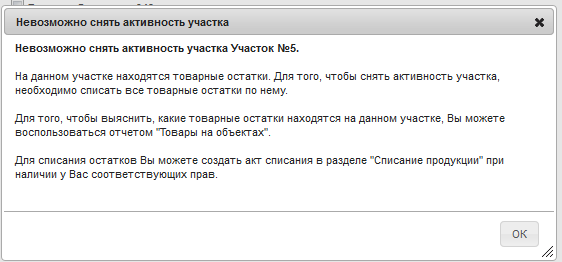 Невозможно снять активность участка
Невозможно снять активность участка Участок №5.
На данном участке находятся товарные остатки. Для того, чтобы снять активность участка,
необходимо списать все товарные остатки по нему.
Для того, чтобы выяснить, какие товарные остатки находятся на данном участке, Вы можете
воспользоваться отчетом "Товары на объектах".
Для списания остатков Вы можете создать акт списания в разделе "Списание продукции" при
наличии у Вас соответствующих прав.
ОК